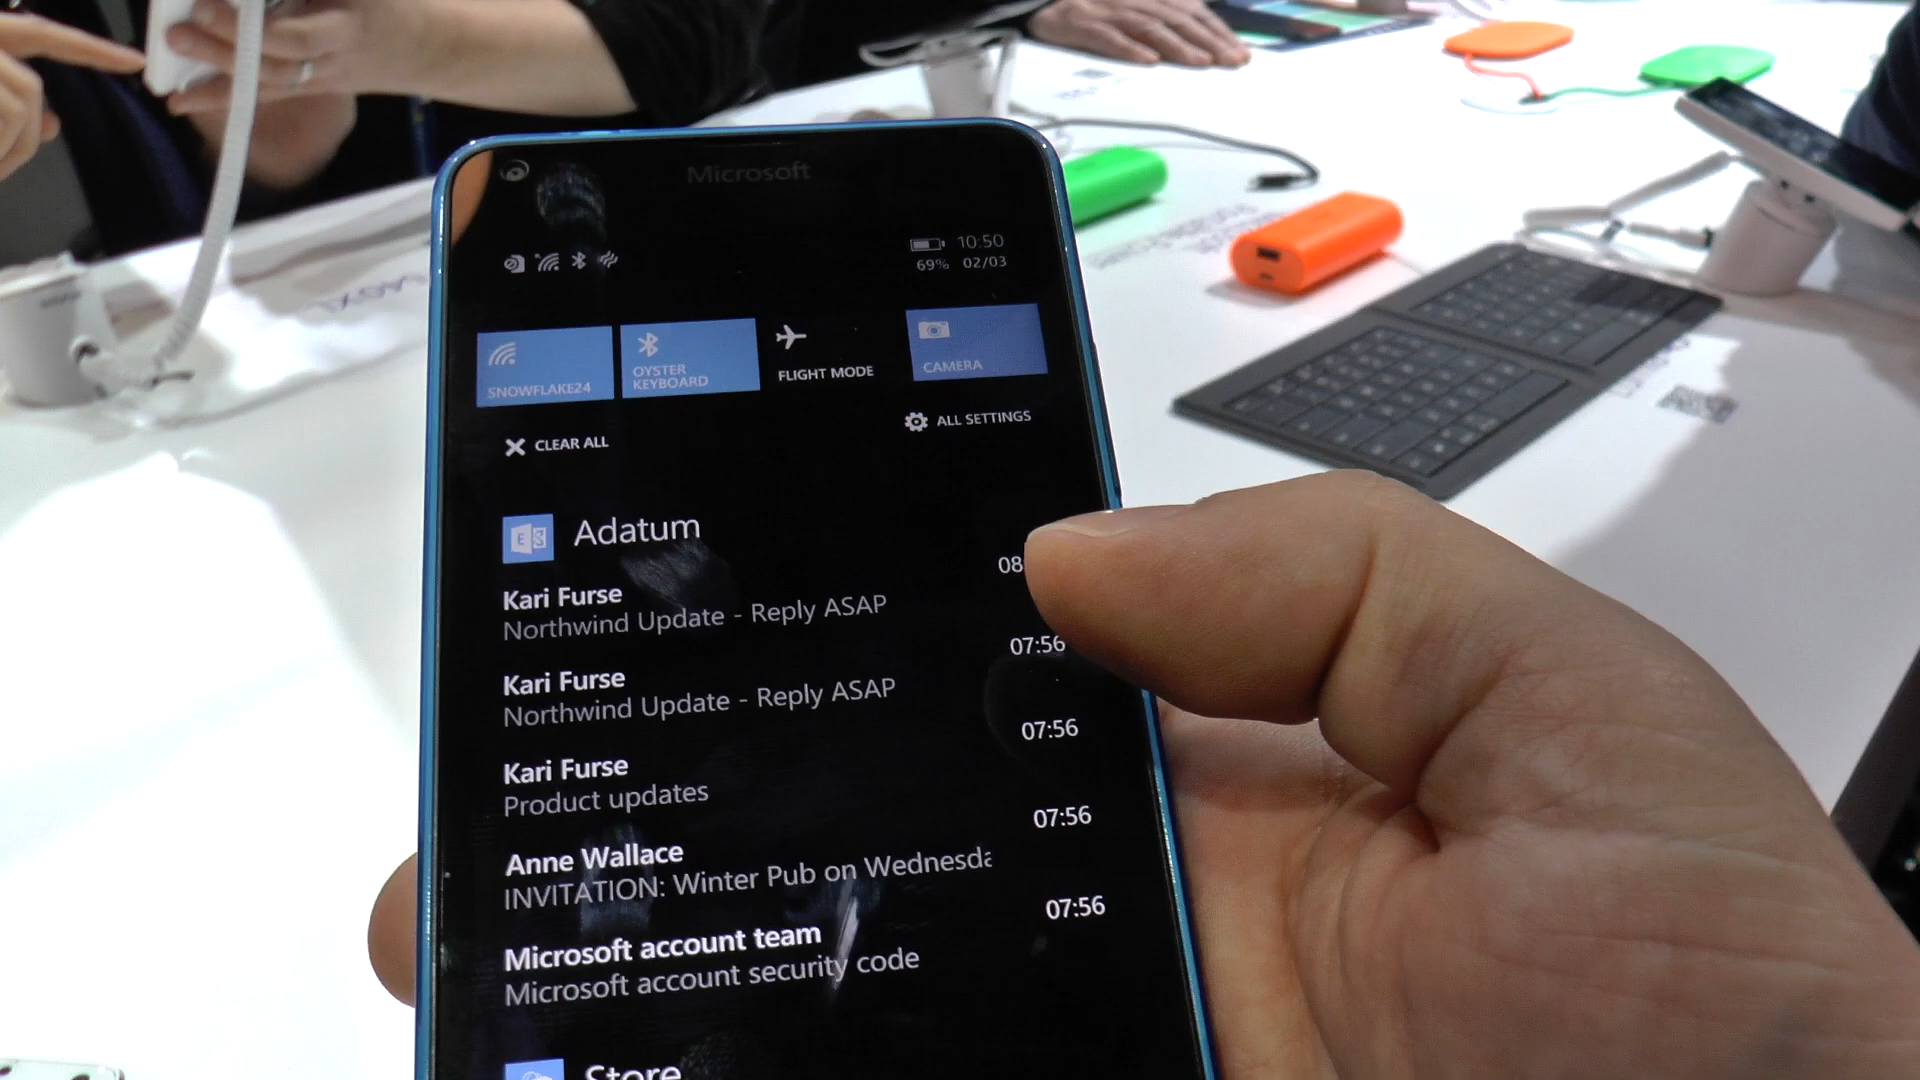 Microsoft
10:50
69% 02/03
SNOWFLAKE24
OYSTER
KEYBOARD
FLIGHT MODE
CAMERA
CLEAR ALL
ALL SETTINGS
Adatum
08
Kari Furse
Northwind Update - Reply ASAP
07:56
Kari Furse
Northwind Update - Reply ASAP
07:56
Kari Furse
Product updates
07:56
Anne Wallace
INVITATION: Winter Pub on Wednesda
07:56
Microsoft account team
Microsoft account security code
Store